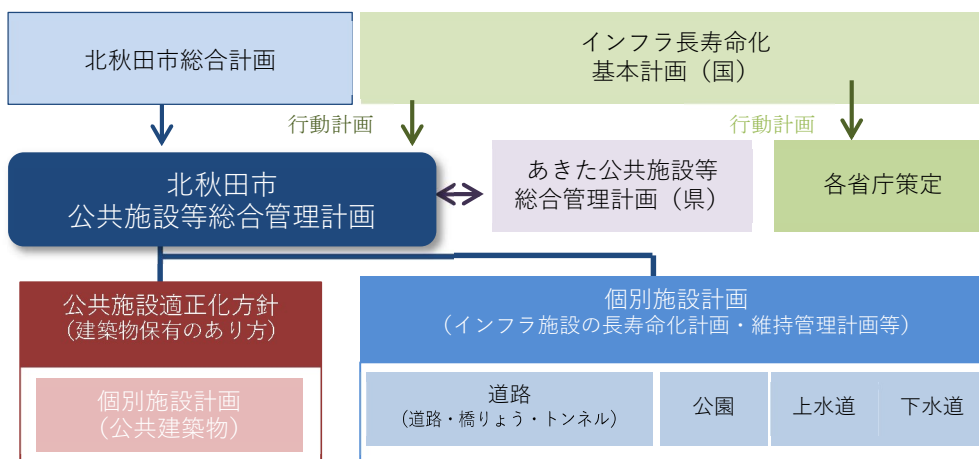 北秋田市総合計画
インフラ長寿命化
基本計画（国）
行動計画
行動計画
北秋田市
公共施設等総合管理計画
あきた公共施設等
総合管理計画（県）
各省庁策定
公共施設適正化方針
（建築物保有のあり方）
個別施設計画
（公共建築物）
個別施設計画
（インフラ施設の長寿命化計画・維持管理計画等）
道路
（道路・橋りょう・トンネル）
公園
上水道
下水道